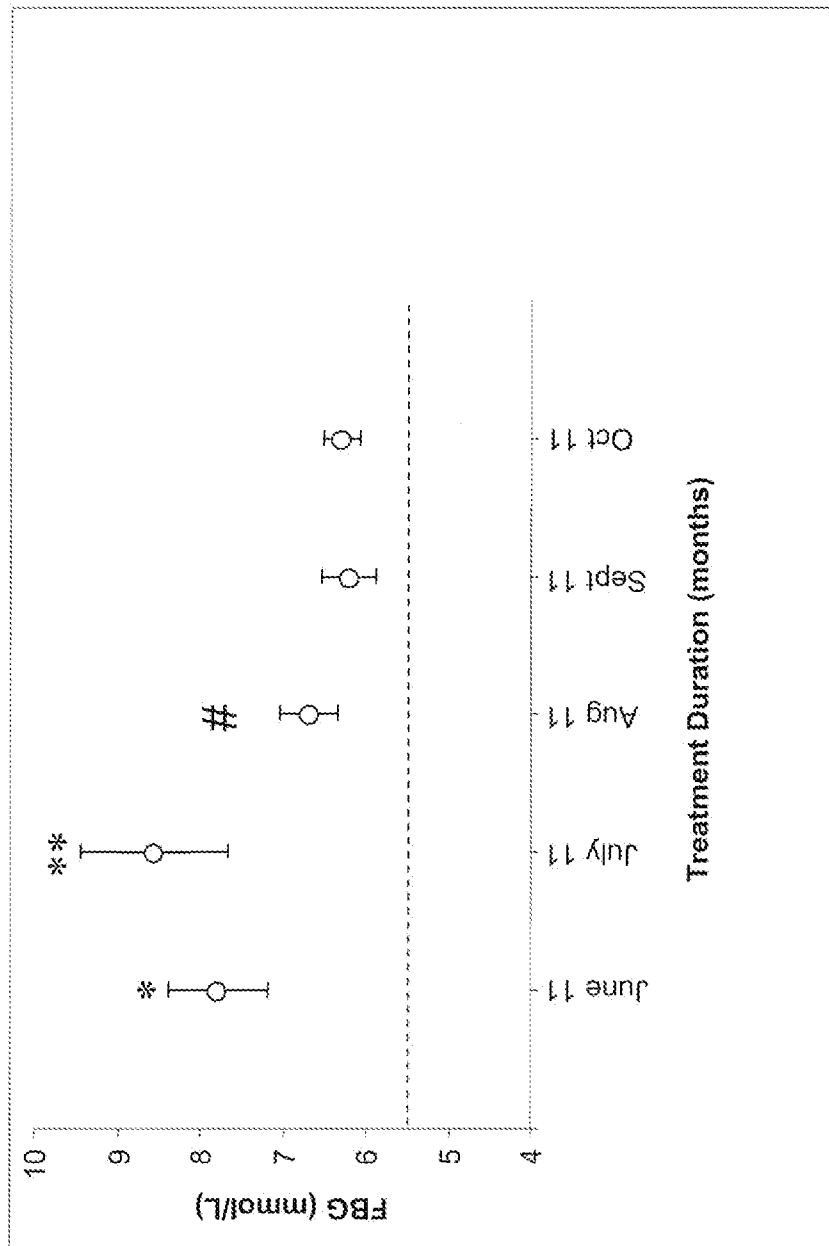 FBG (mmol/L)
10
9
8
7
6
5
4
*
**
#
June 11
July 11
Aug 11
Sept 11
Oct 11
Treatment Duration (months)